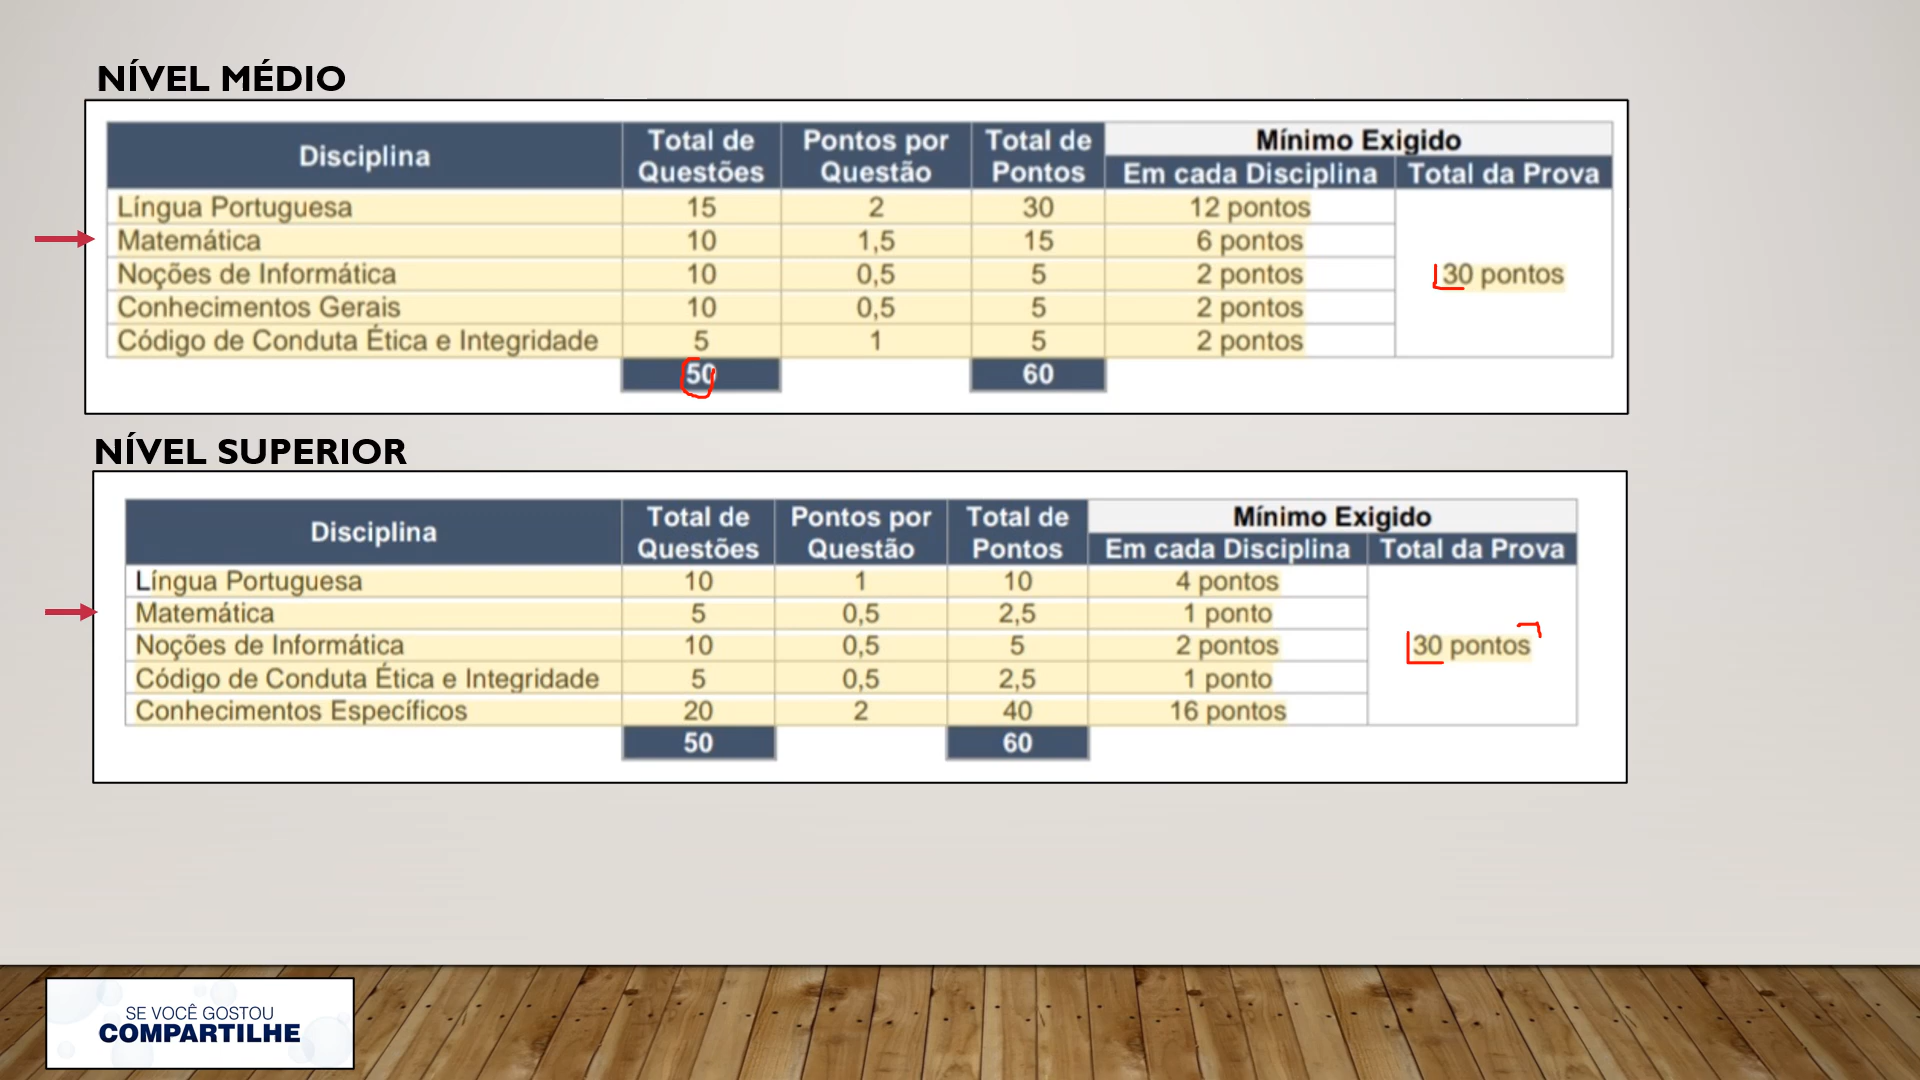 NÍVEL MÉDIO
Disciplina Total de Questões Pontos por Questão Total de Pontos Mínimo Exigido
Em cada Disciplina Total da Prova
Língua Portuguesa 15 2 30 12 pontos
Matemática 10 1,5 15 6 pontos
Noções de Informática 10 0,5 5 2 pontos 30 pontos
Conhecimentos Gerais 10 0,5 5 2 pontos
Código de Conduta Ética e Integridade 5 1 5 2 pontos
50 60
NÍVEL SUPERIOR
Disciplina Total de Questões Pontos por Questão Total de Pontos Mínimo Exigido
Em cada Disciplina Total da Prova
Língua Portuguesa 10 1 10 4 pontos
Matemática 5 0,5 2,5 1 ponto
Noções de Informática 10 0,5 5 2 pontos 30 pontos
Código de Conduta Ética e Integridade 5 0,5 2,5 1 ponto
Conhecimentos Específicos 20 2 40 16 pontos
50 60
SE VOCÊ GOSTOU
COMPARTILHE